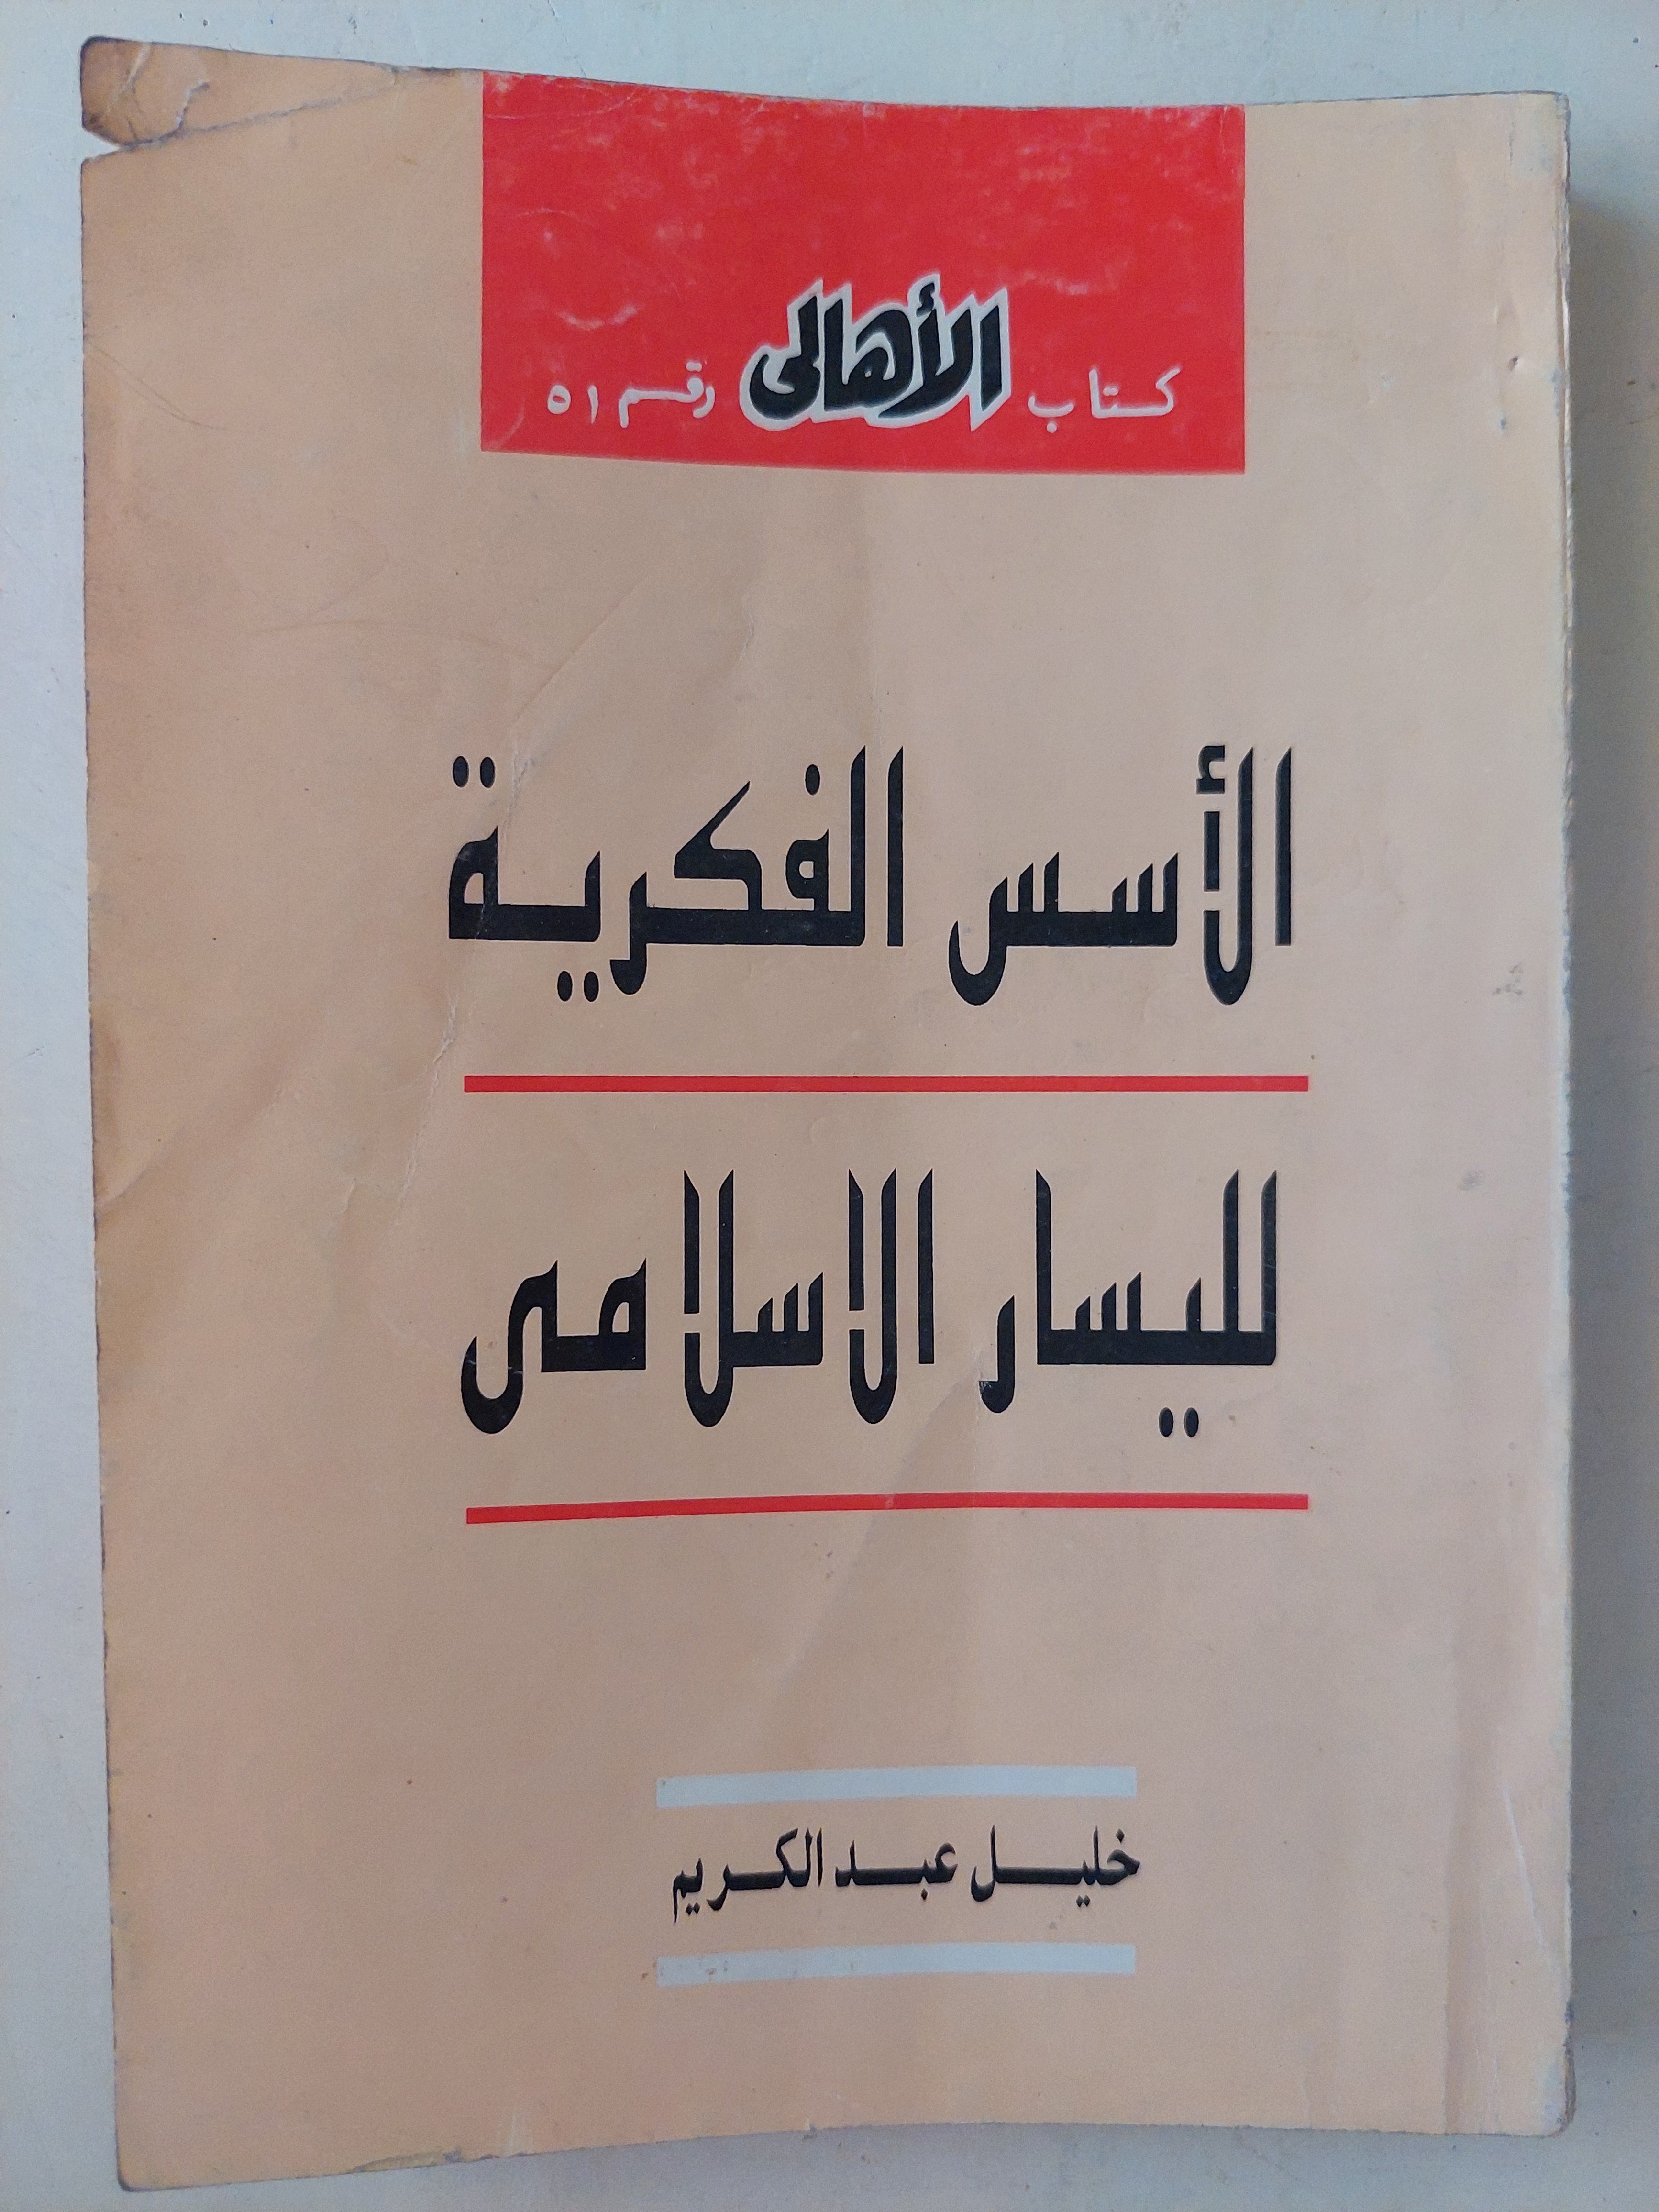 كتاب الأهالى رقم ٥١
الأسس الفكرية
لليسار الاسلامى
خليل عبد الكريم